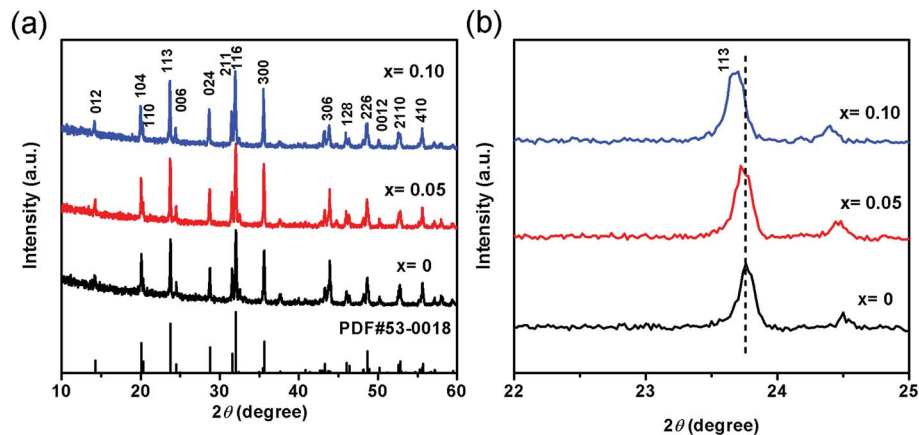 (a)
Intensity (a.u.)
012
104
110
113
006
024
211
116
300
306
128
226
0012
2110
410
x= 0.10
x= 0.05
x= 0
PDF#53-0018
10 20 30 40 50 60
2θ (degree)
(b)
Intensity (a.u.)
113
x= 0.10
x= 0.05
x= 0
22 23 24 25
2θ (degree)